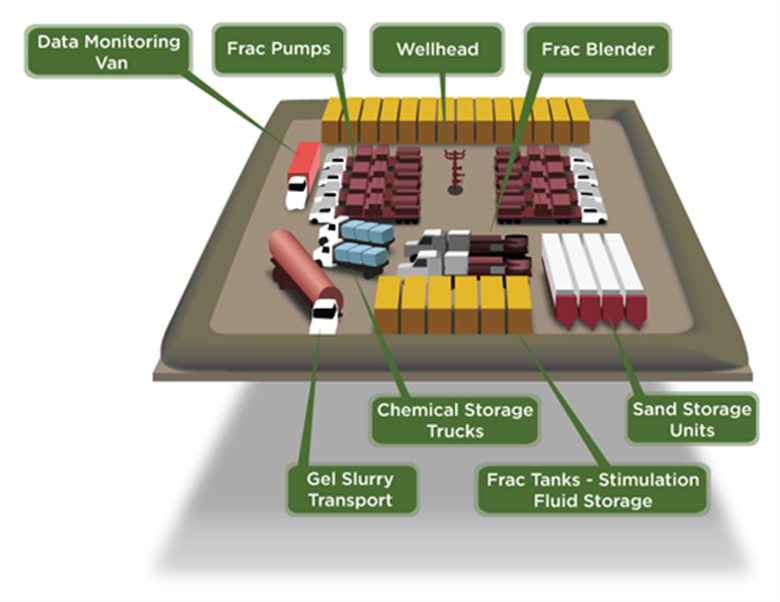 Data Monitoring
Van
Frac Pumps
Wellhead
Frac Blender
Chemical Storage
Trucks
Sand Storage
Units
Gel Slurry
Transport
Frac Tanks - Stimulation
Fluid Storage